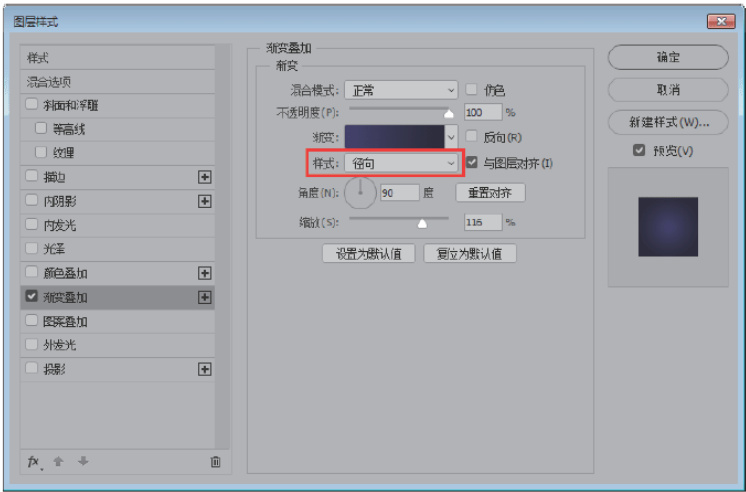 图层样式
样式
混合选项
斜面和浮雕
等高线
纹理
描边
内阴影
内发光
光泽
颜色叠加
渐变叠加
图案叠加
外发光
投影
fx
渐变叠加
渐变
混合模式: 正常 仿色
不透明度(P): 100 %
渐变: 反向(R)
样式: 径向 与图层对齐(I)
角度(N): 90 度 重置对齐
缩放(S): 116 %
设置为默认值 复位为默认值
确定
取消
新建样式(W)...
预览(V)